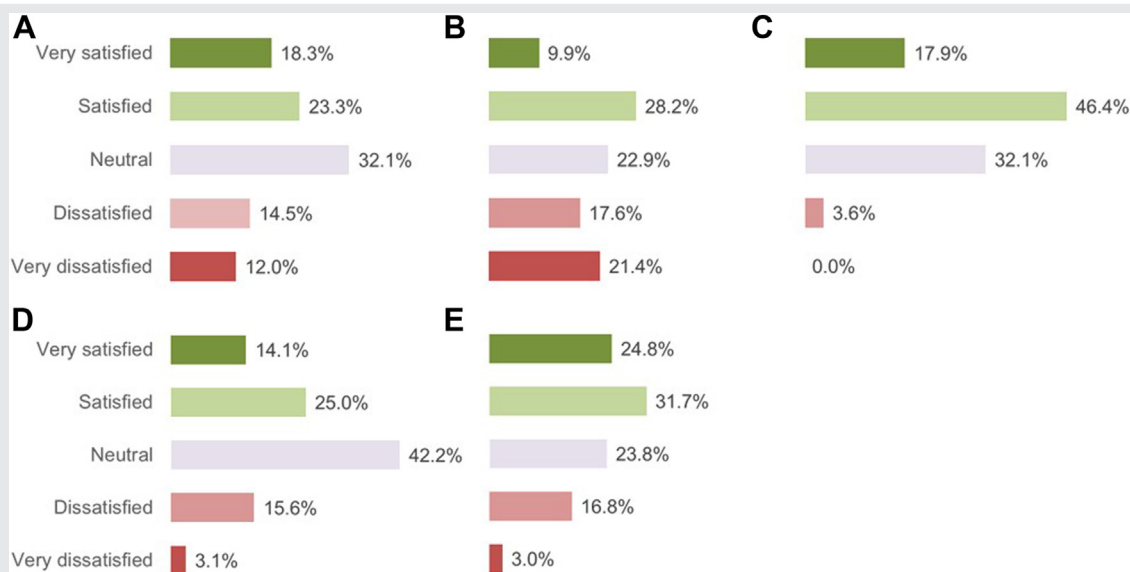 A B C
Very satisfied 18.3% 9.9% 17.9%
Satisfied 23.3% 28.2% 46.4%
Neutral 32.1% 22.9% 32.1%
Dissatisfied 14.5% 17.6% 3.6%
Very dissatisfied 12.0% 21.4% 0.0%
D E
Very satisfied 14.1% 24.8%
Satisfied 25.0% 31.7%
Neutral 42.2% 23.8%
Dissatisfied 15.6% 16.8%
Very dissatisfied 3.1% 3.0%